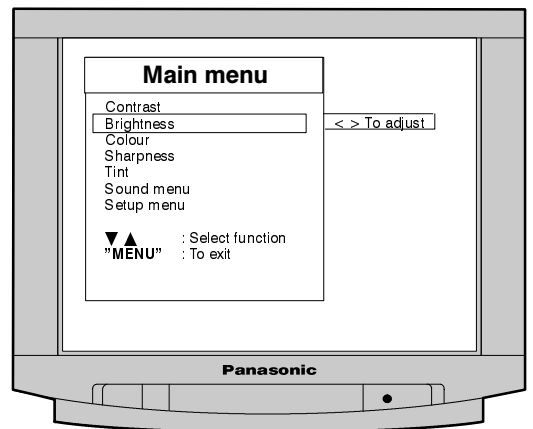 Main menu
Contrast
Brightness
< > To adjust
Colour
Sharpness
Tint
Sound menu
Setup menu
▼ ▲ : Select function
”MENU” : To exit
Panasonic